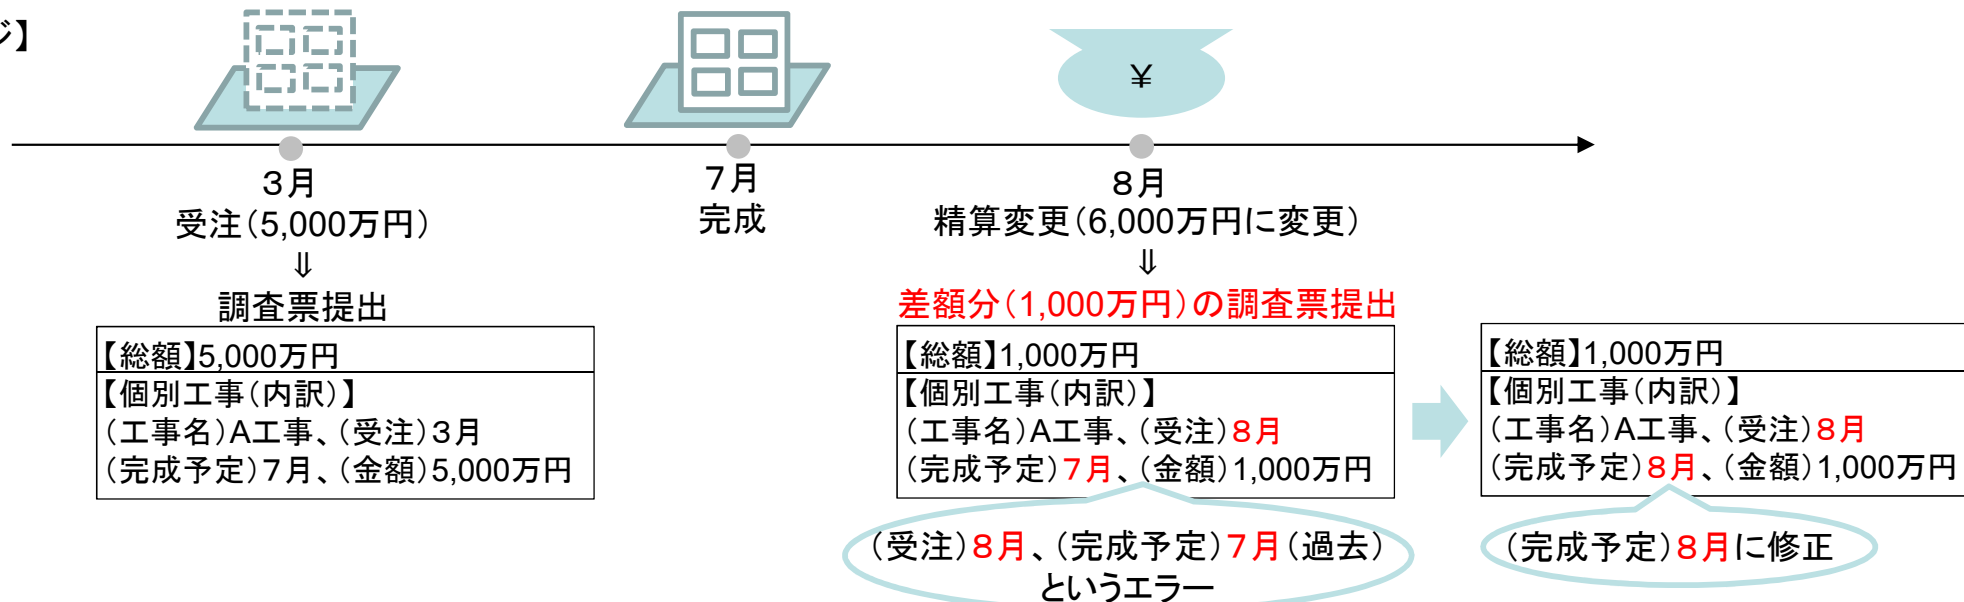 ジ】
¥
３月
受注（5,000万円）
⇓
調査票提出
【総額】5,000万円
【個別工事（内訳）】
（工事名）A工事、（受注）３月
（完成予定）７月、（金額）5,000万円
７月
完成
８月
精算変更（6,000万円に変更）
⇓
差額分（1,000万円）の調査票提出
【総額】1,000万円
【個別工事（内訳）】
（工事名）A工事、（受注）８月
（完成予定）７月、（金額）1,000万円
（受注）８月、（完成予定）７月（過去）
というエラー
【総額】1,000万円
【個別工事（内訳）】
（工事名）A工事、（受注）８月
（完成予定）８月、（金額）1,000万円
（完成予定）８月に修正